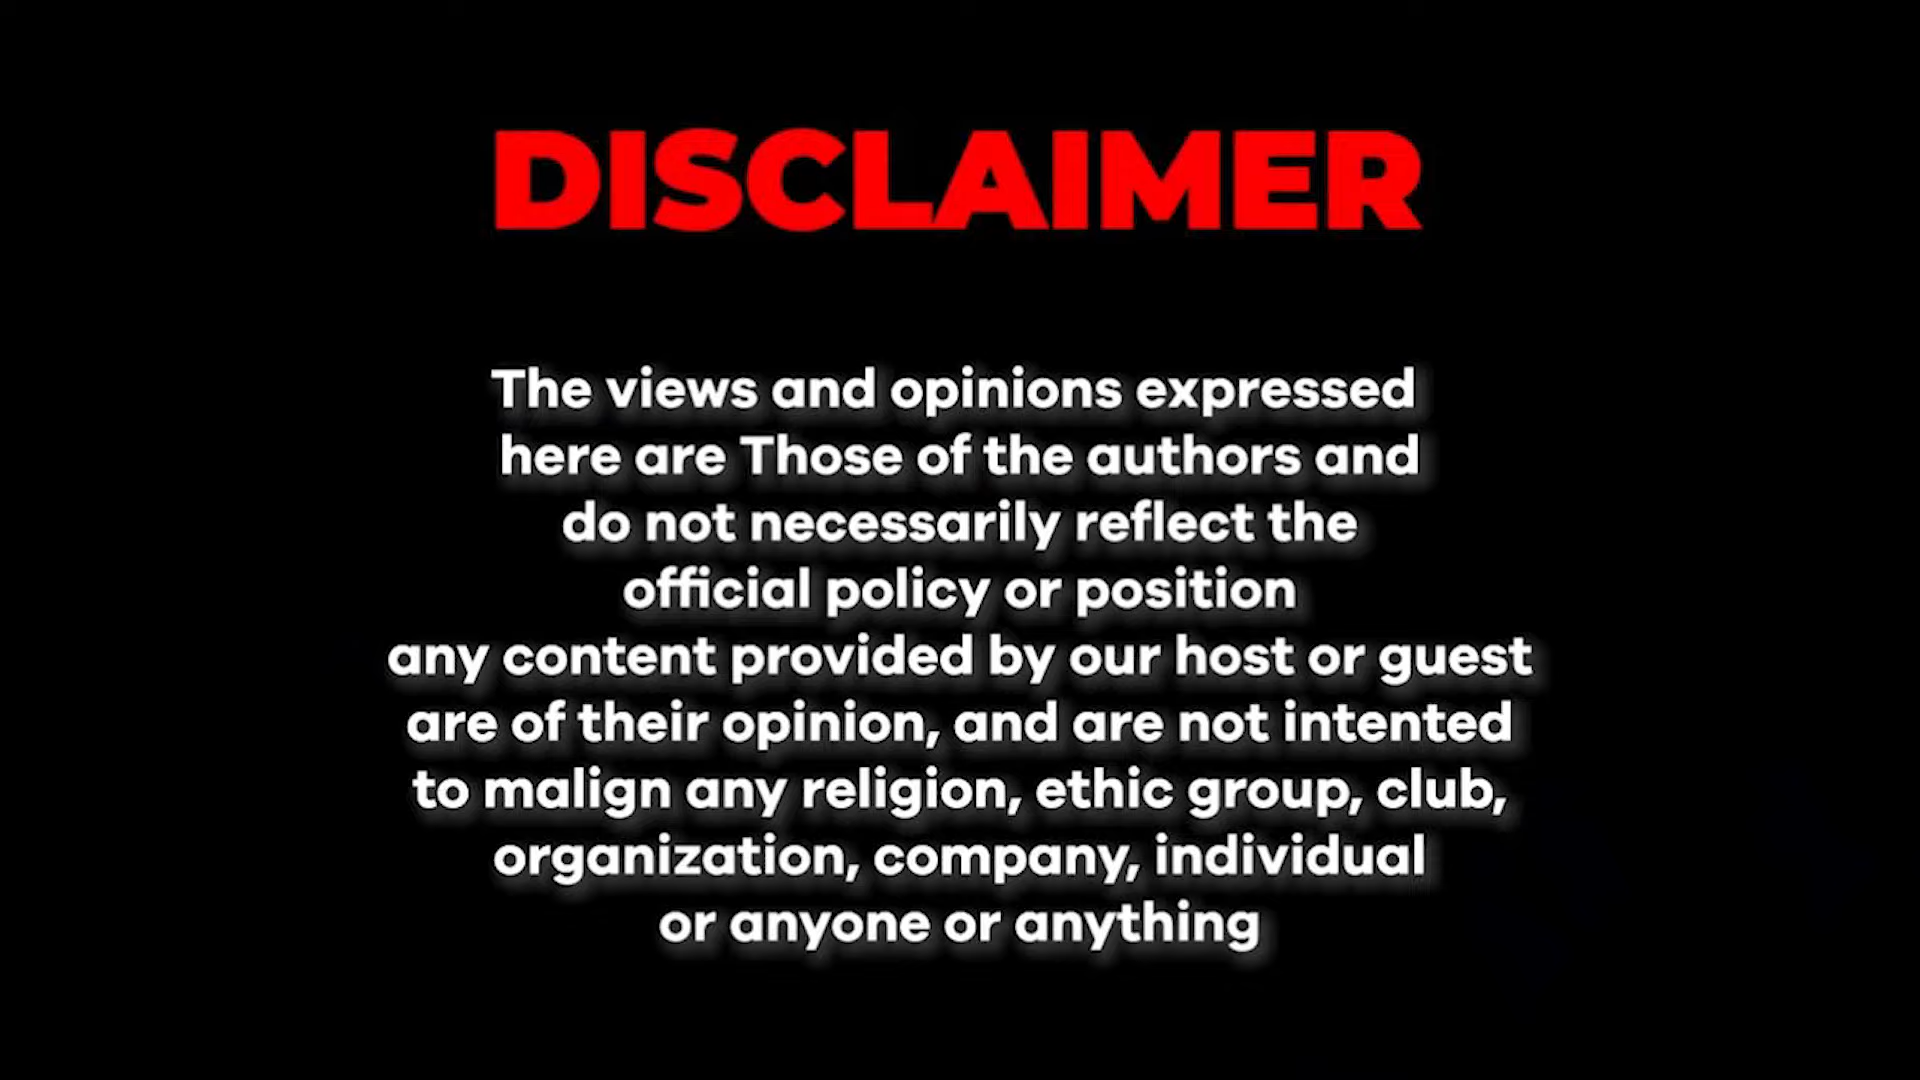 DISCLAIMER
The views and opinions expressed
here are Those of the authors and
do not necessarily reflect the
official policy or position
any content provided by our host or guest
are of their opinion, and are not intented
to malign any religion, ethic group, club,
organization, company, individual
or anyone or anything